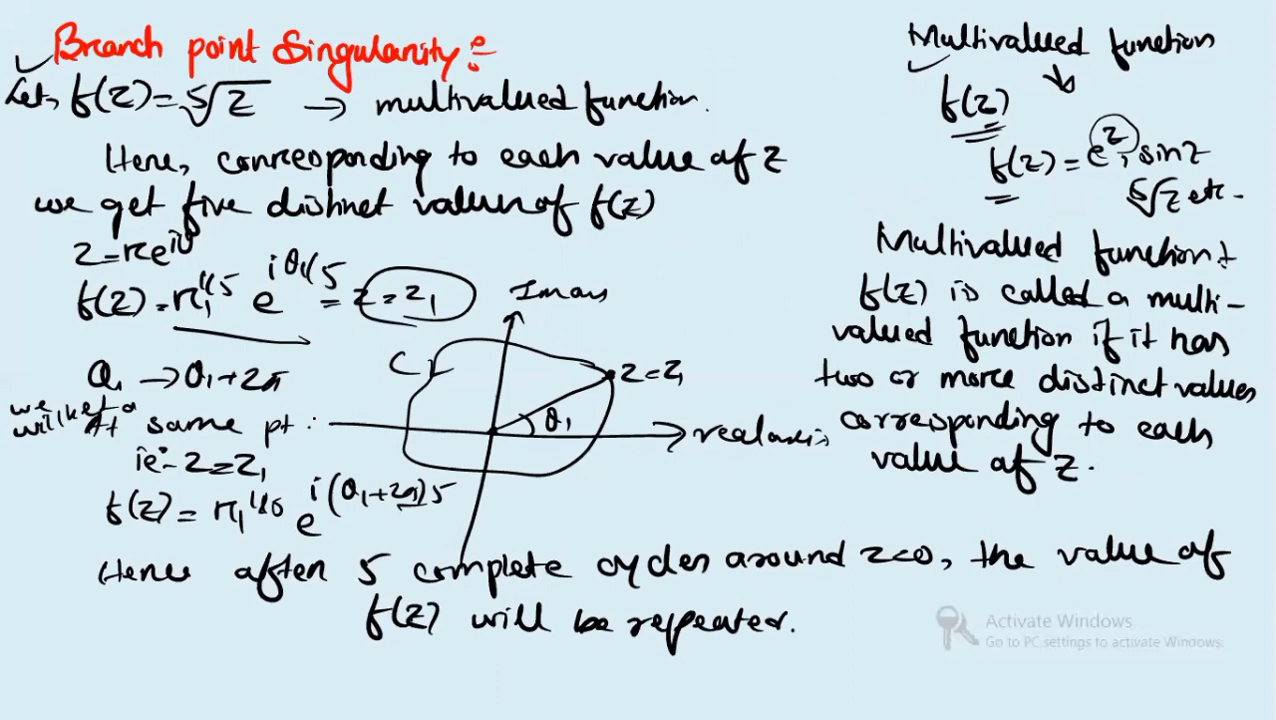 Branch point Singularity :-
Let, f(z) = ⁵√z → multivalued function.
Here, corresponding to each value of z
we get five distinct value of f(z)
z = re^iθ
f(z) = r₁^1/5 e^iθ₁/5 = z = z₁
θ₁ → θ₁+2π
we will get at same pt.
ie:- z = z₁
f(z) = r₁^1/5 e^i(θ₁+2π)/5
C
θ₁
z=z₁
real axis
Hence after 5 complete cycles around z=0, the value of
f(z) will be repeated.
Multivalued function
f(z)
f(z) = e^z, sinz
⁵√z etc.
Multivalued function :
f(z) is called a multi-
valued function if it has
two or more distinct values
corresponding to each
value of z.
Activate Windows
Go to PC settings to activate Windows.